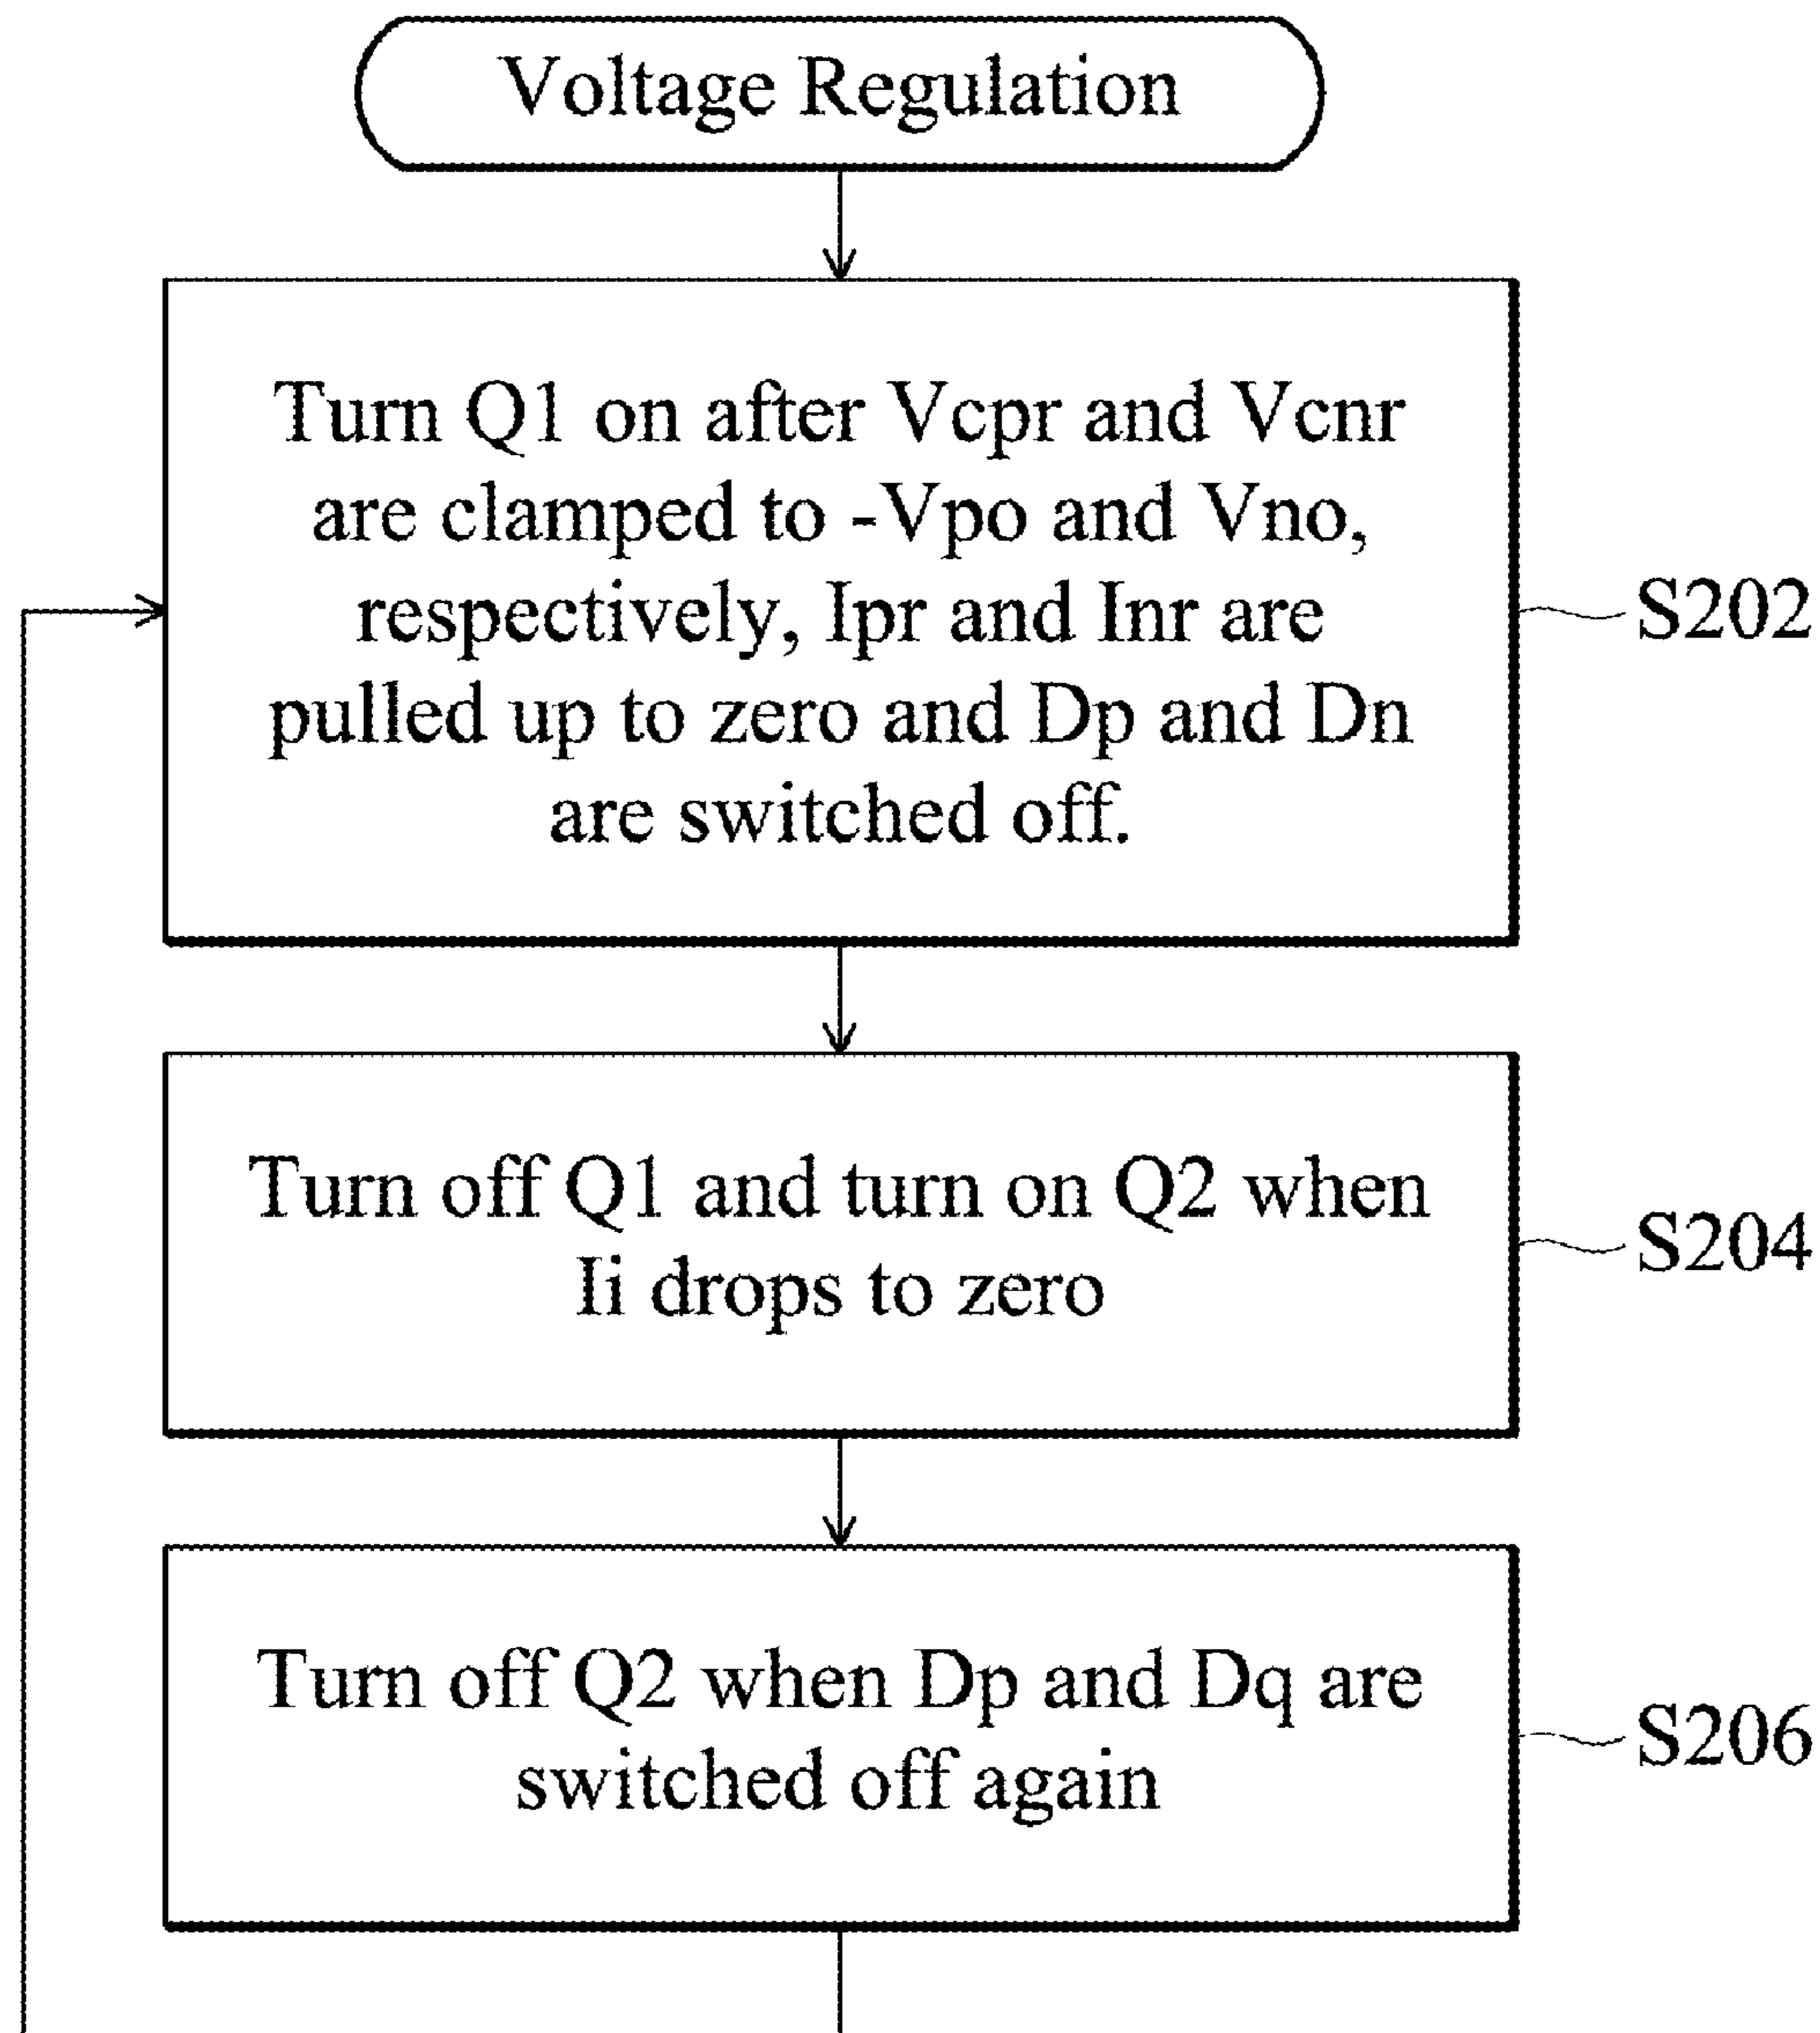 Voltage Regulation
Turn Q1 on after Vcpr and Vcnr
are clamped to -Vpo and Vno,
respectively, Ipr and Inr are
pulled up to zero and Dp and Dn
are switched off.
S202
Turn off Q1 and turn on Q2 when
Ii drops to zero
S204
Turn off Q2 when Dp and Dq are
switched off again
S206